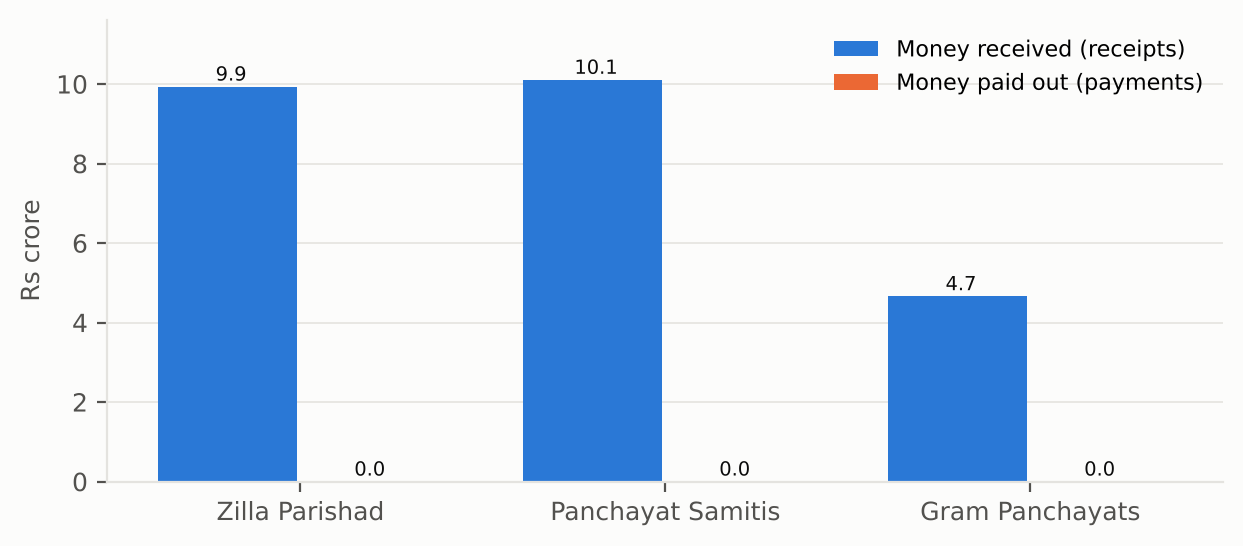 Money received (receipts)
Money paid out (payments)
Rs crore
10
8
6
4
2
0
9.9
0.0
10.1
0.0
4.7
0.0
Zilla Parishad
Panchayat Samitis
Gram Panchayats